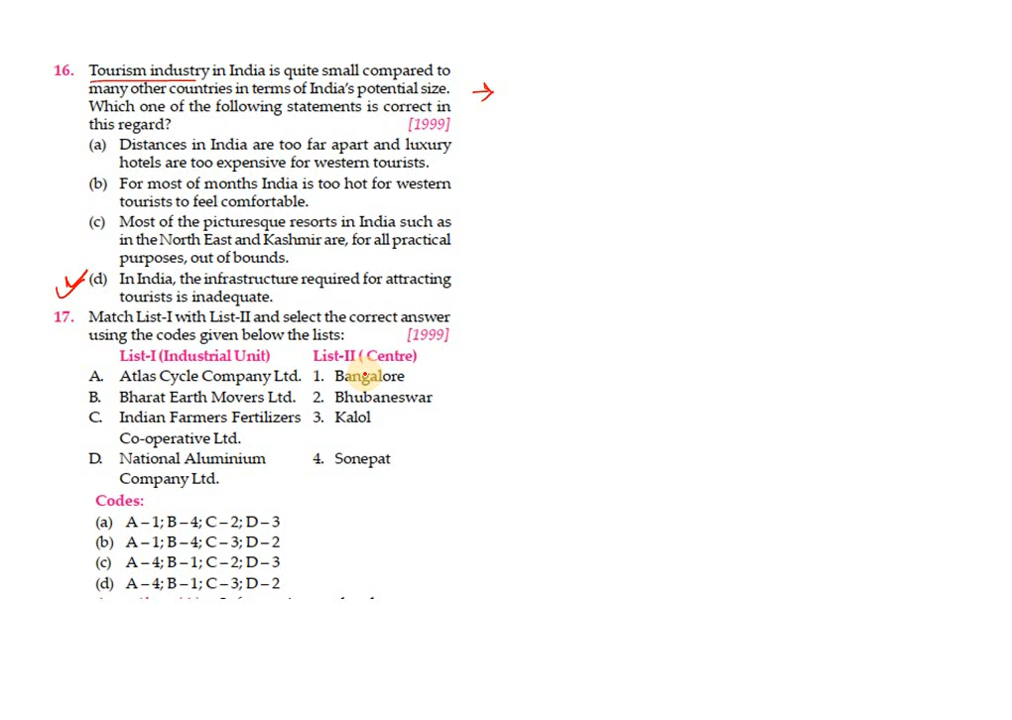 16. Tourism industry in India is quite small compared to
many other countries in terms of India's potential size.
Which one of the following statements is correct in
this regard? [1999]
(a) Distances in India are too far apart and luxury
hotels are too expensive for western tourists.
(b) For most of months India is too hot for western
tourists to feel comfortable.
(c) Most of the picturesque resorts in India such as
in the North East and Kashmir are, for all practical
purposes, out of bounds.
(d) In India, the infrastructure required for attracting
tourists is inadequate.
17. Match List-I with List-II and select the correct answer
using the codes given below the lists: [1999]
List-I (Industrial Unit) List-II ( Centre)
A. Atlas Cycle Company Ltd. 1. Bangalore
B. Bharat Earth Movers Ltd. 2. Bhubaneswar
C. Indian Farmers Fertilizers 3. Kalol
Co-operative Ltd.
D. National Aluminium 4. Sonepat
Company Ltd.
Codes:
(a) A – 1; B – 4; C – 2; D – 3
(b) A – 1; B – 4; C – 3; D – 2
(c) A – 4; B – 1; C – 2; D – 3
(d) A – 4; B – 1; C – 3; D – 2